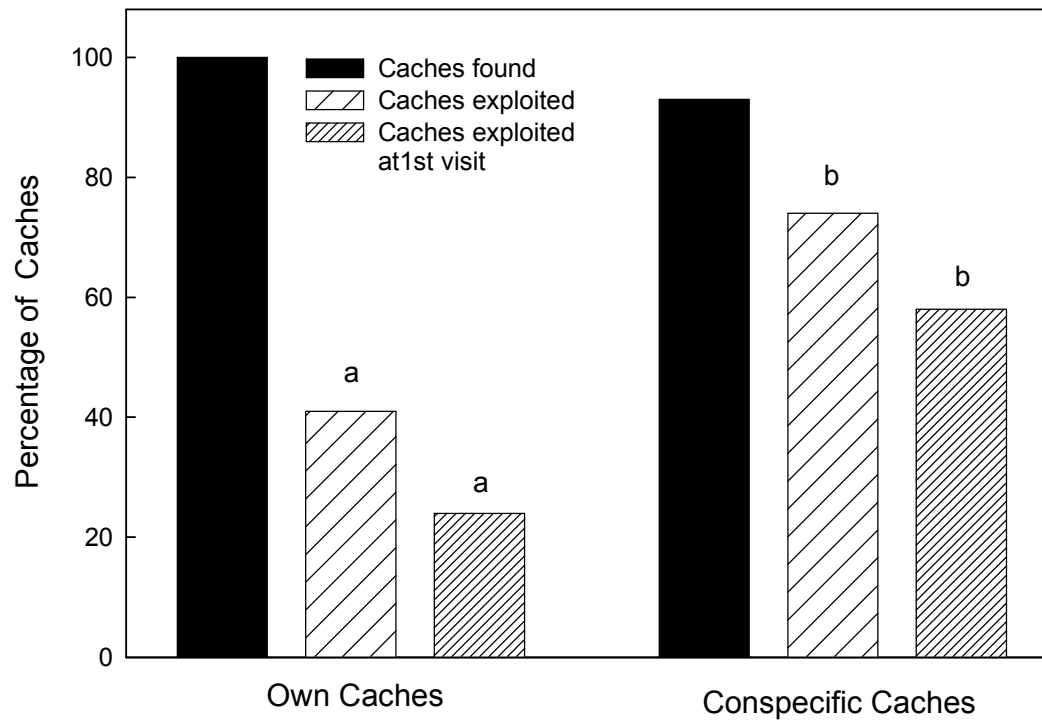 Percentage of Caches
100
80
60
40
20
0
Caches found
Caches exploited
Caches exploited
at1st visit
a
a
b
b
Own Caches
Conspecific Caches